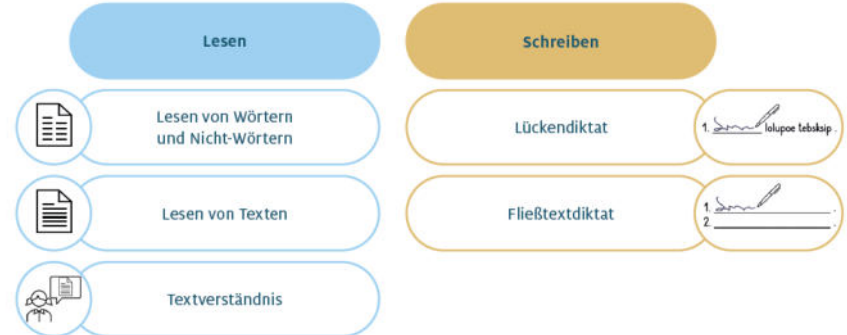 Lesen
Lesen von Wörtern
und Nicht-Wörtern
Lesen von Texten
Textverständnis
Schreiben
Lückendiktat
1. lolupoe tebsksip .
Fließtextdiktat
1. .
2. .